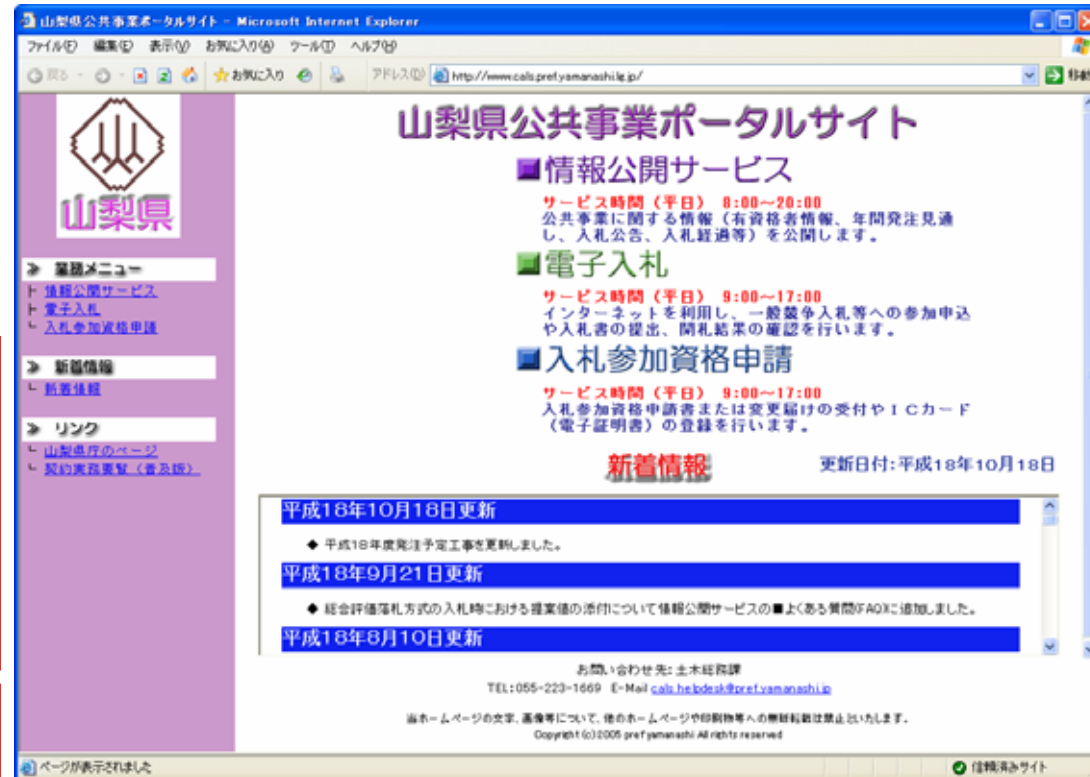 山梨県公共事業ポータルサイト - Microsoft Internet Explorer
ファイル(F) 編集(E) 表示(V) お気に入り(A) ツール(T) ヘルプ(H)
戻る お気に入り アドレス(D) http://www.cals.pref.yamanashi.lg.jp/ 移動
山梨県
業務メニュー
情報公開サービス
電子入札
入札参加資格申請
新着情報
新着情報
リンク
山梨県庁のページ
契約実務要覧（普及版）
山梨県公共事業ポータルサイト
■情報公開サービス
サービス時間（平日） 8:00～20:00
公共事業に関する情報（有資格者情報、年間発注見通
し、入札公告、入札経過等）を公開します。
■電子入札
サービス時間（平日） 9:00～17:00
インターネットを利用し、一般競争入札等への参加申込
や入札書の提出、開札結果の確認を行います。
■入札参加資格申請
サービス時間（平日） 9:00～17:00
入札参加資格申請書または変更届けの受付やＩＣカード
（電子証明書）の登録を行います。
新着情報 更新日付:平成18年10月18日
平成18年10月18日更新
◆ 平成18年度発注予定工事を更新しました。
平成18年9月21日更新
◆ 総合評価落札方式の入札時における提案値の添付について情報公開サービスの■よくある質問(FAQ)に追加しました。
平成18年8月10日更新
お問い合わせ先: 土木総務課
TEL:055-223-1669 E-Mail cals.helpdesk@pref.yamanashi.jp
当ホームページの文字、画像等について、他のホームページや印刷物等への無断転載は禁止といたします。
Copyright (c)2005 pref.yamanashi All rights reserved
ページが表示されました 信頼済みサイト